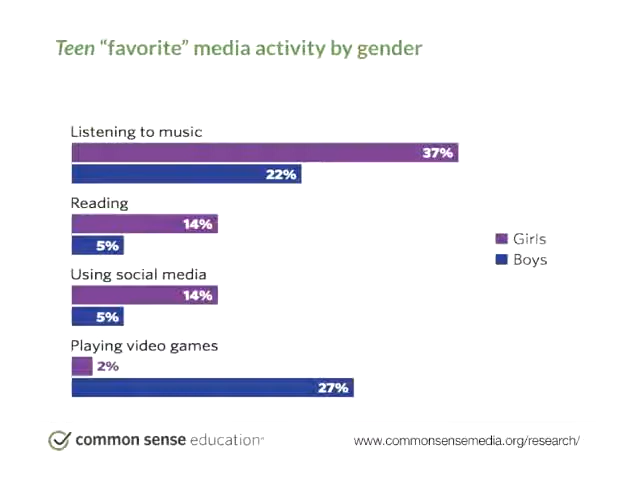 Teen “favorite” media activity by gender
Listening to music
37%
22%
Reading
14%
5%
Girls
Boys
Using social media
14%
5%
Playing video games
2%
27%
common sense education
www.commonsensemedia.org/research/